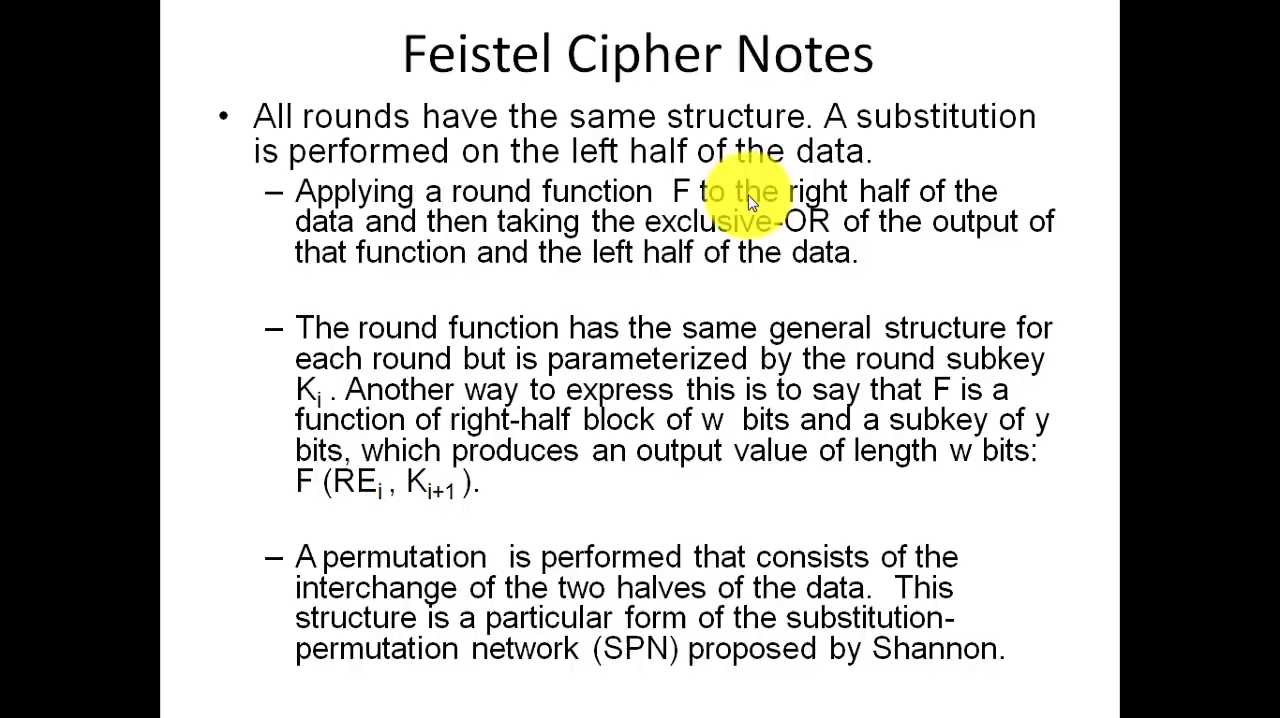 Feistel Cipher Notes
• All rounds have the same structure. A substitution
is performed on the left half of the data.
– Applying a round function F to the right half of the
data and then taking the exclusive-OR of the output of
that function and the left half of the data.
– The round function has the same general structure for
each round but is parameterized by the round subkey
Kᵢ . Another way to express this is to say that F is a
function of right-half block of w bits and a subkey of y
bits, which produces an output value of length w bits:
F (REᵢ , Kᵢ₊₁ ).
– A permutation is performed that consists of the
interchange of the two halves of the data. This
structure is a particular form of the substitution-
permutation network (SPN) proposed by Shannon.